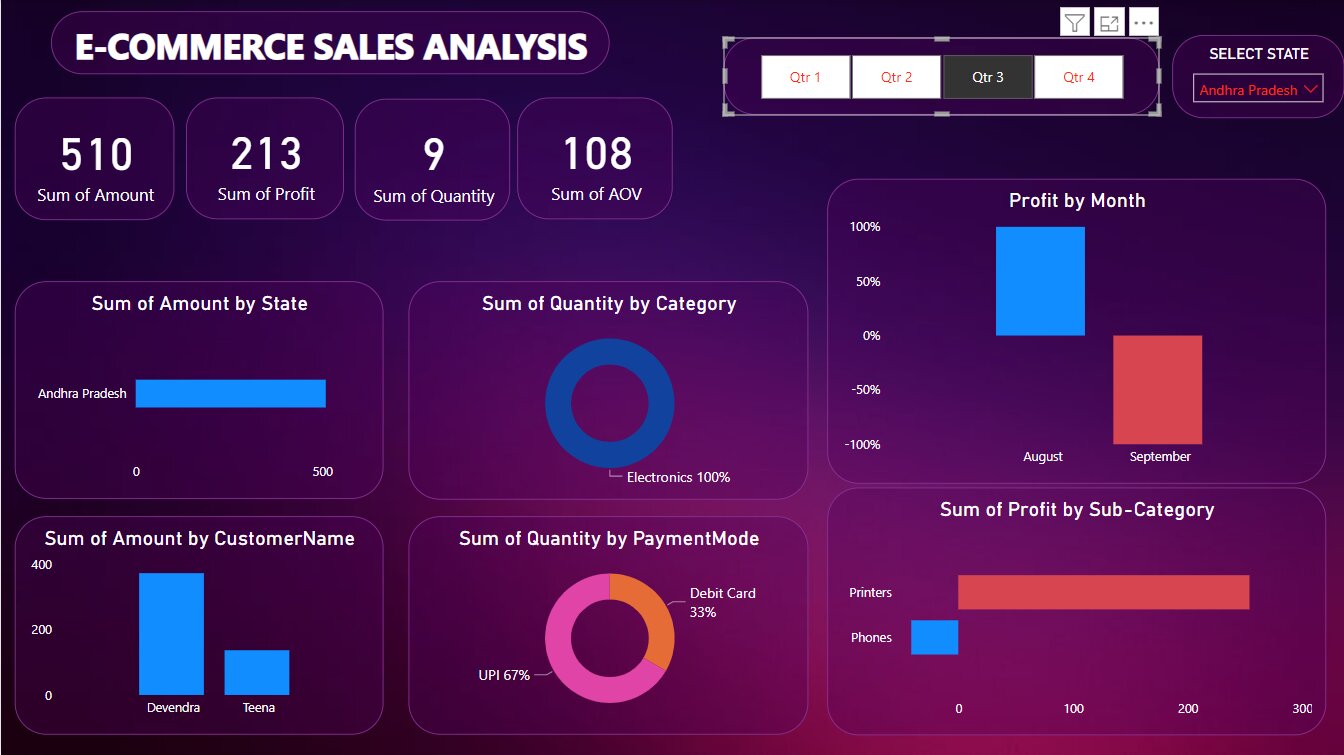 E-COMMERCE SALES ANALYSIS
Qtr 1
Qtr 2
Qtr 3
Qtr 4
SELECT STATE
Andhra Pradesh
510
Sum of Amount
213
Sum of Profit
9
Sum of Quantity
108
Sum of AOV
Profit by Month
100%
50%
0%
-50%
-100%
August
September
Sum of Amount by State
Andhra Pradesh
0
500
Sum of Quantity by Category
Electronics 100%
Sum of Amount by CustomerName
400
200
0
Devendra
Teena
Sum of Quantity by PaymentMode
Debit Card
33%
UPI 67%
Sum of Profit by Sub-Category
Printers
Phones
0
100
200
300